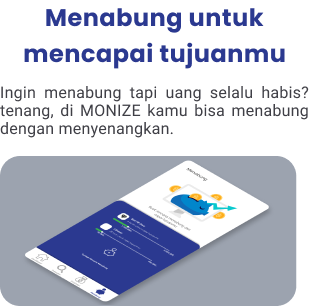 Menabung untuk
mencapai tujuanmu
Ingin menabung tapi uang selalu habis?
tenang, di MONIZE kamu bisa menabung
dengan menyenangkan.
Menabung